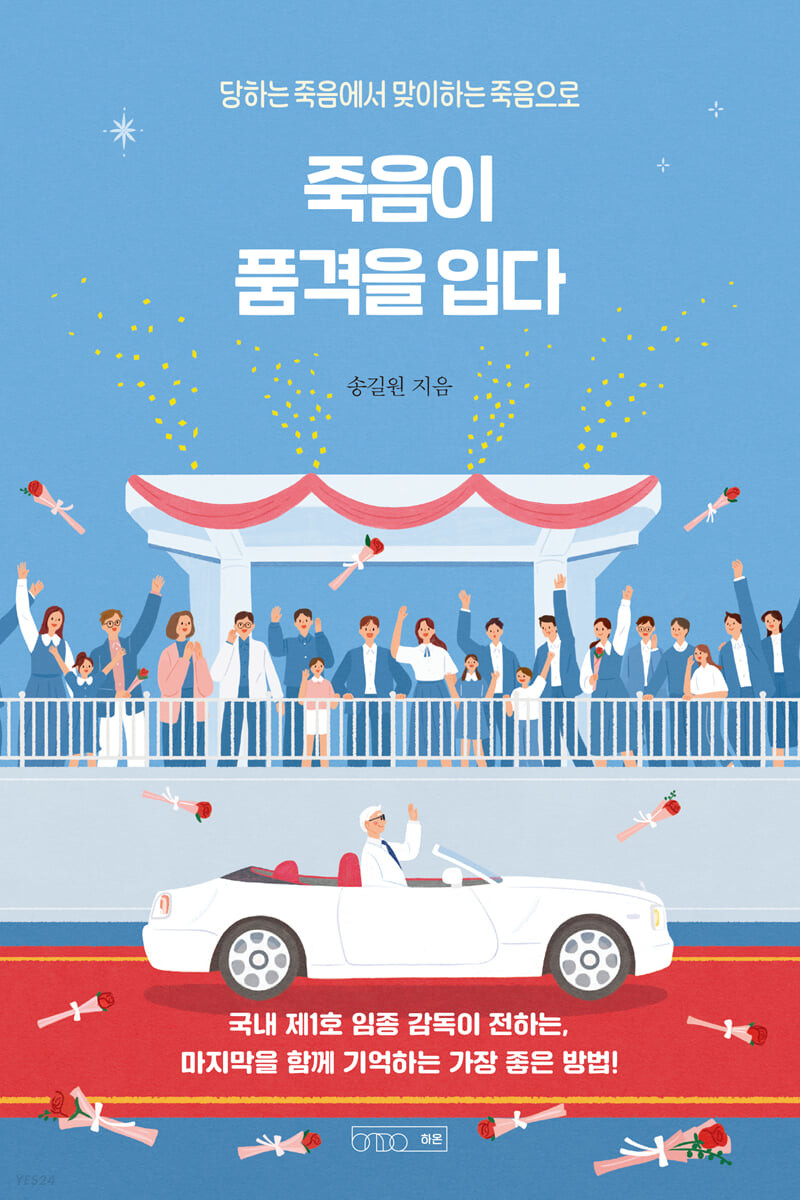 당하는 죽음에서 맞이하는 죽음으로
죽음이
품격을 입다
송길원 지음
국내 제1호 임종 감독이 전하는,
마지막을 함께 기억하는 가장 좋은 방법!
하온
YES24